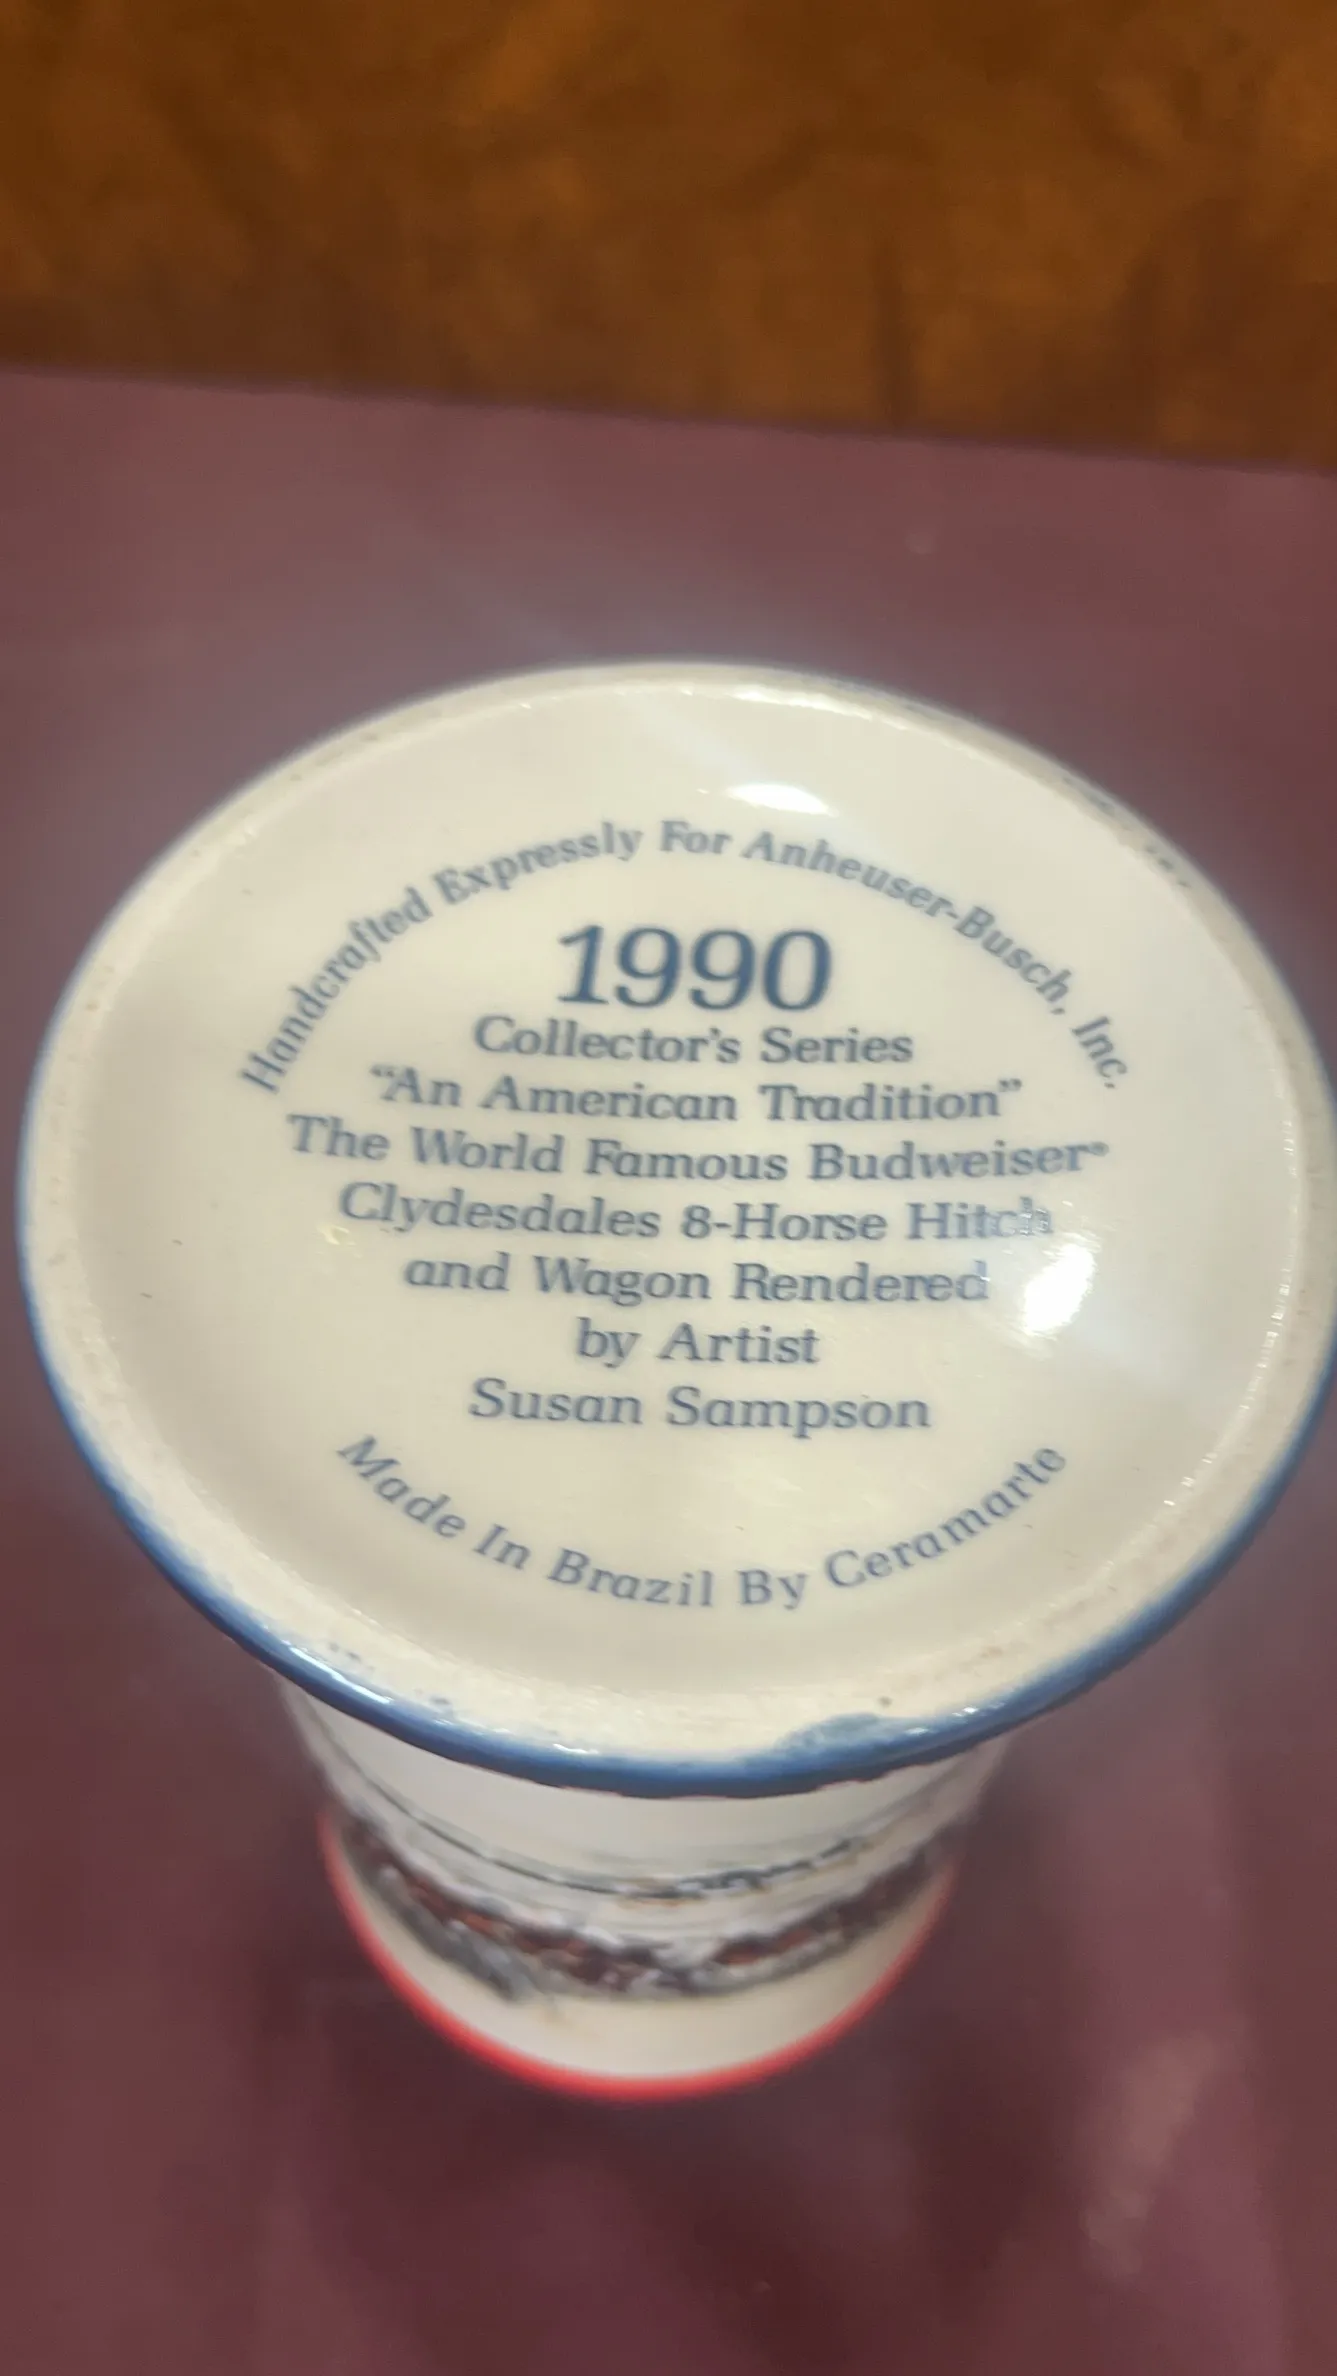 Handcrafted Expressly For Anheuser-Busch, Inc.
1990
Collector's Series
“An American Tradition”
The World Famous Budweiser®
Clydesdales 8-Horse Hitch
and Wagon Rendered
by Artist
Susan Sampson
Made In Brazil By Ceramarte